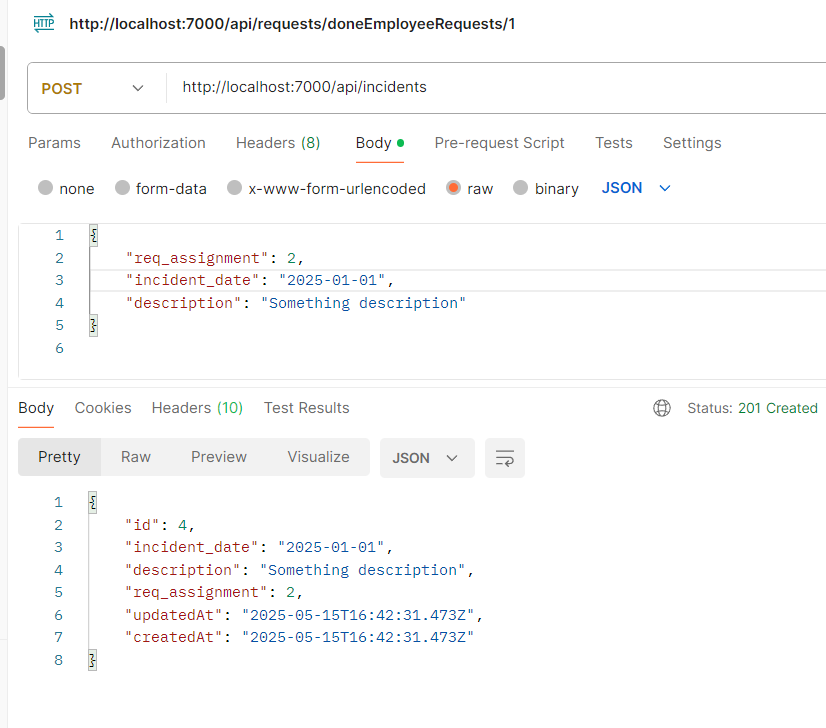 HTTP http://localhost:7000/api/requests/doneEmployeeRequests/1
POST http://localhost:7000/api/incidents
Params Authorization Headers (8) Body Pre-request Script Tests Settings
none form-data x-www-form-urlencoded raw binary JSON
1 {
2 "req_assignment": 2,
3 "incident_date": "2025-01-01",
4 "description": "Something description"
5 }
6
Body Cookies Headers (10) Test Results Status: 201 Created
Pretty Raw Preview Visualize JSON
1 {
2 "id": 4,
3 "incident_date": "2025-01-01",
4 "description": "Something description",
5 "req_assignment": 2,
6 "updatedAt": "2025-05-15T16:42:31.473Z",
7 "createdAt": "2025-05-15T16:42:31.473Z"
8 }